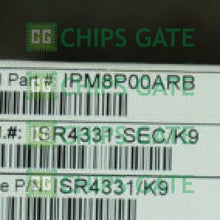 CHIPS GATE
l Part #: IPM8P00ARB
l.#: ISR4331-SEC/K9
e P/N: ISR4331/K9